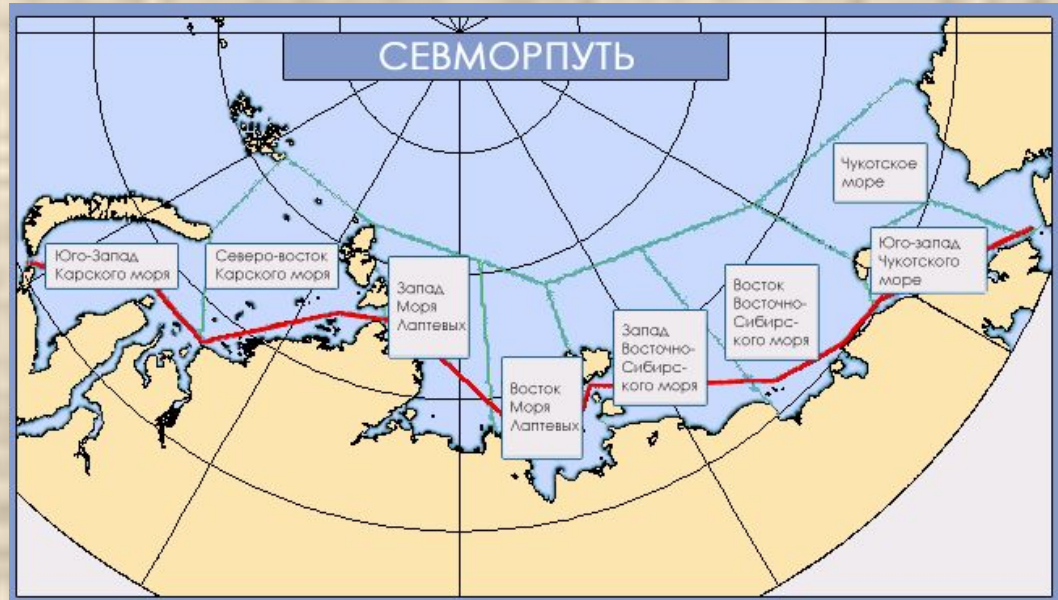 СЕВМОРПУТЬ
Чукотское
море
Юго-Запад
Карского моря
Северо-восток
Карского моря
Юго-запад
Чукотского
море
Запад
Моря
Лаптевых
Восток
Восточно-
Сибирс-
кого моря
Запад
Восточно-
Сибирс-
кого моря
Восток
Моря
Лаптевых